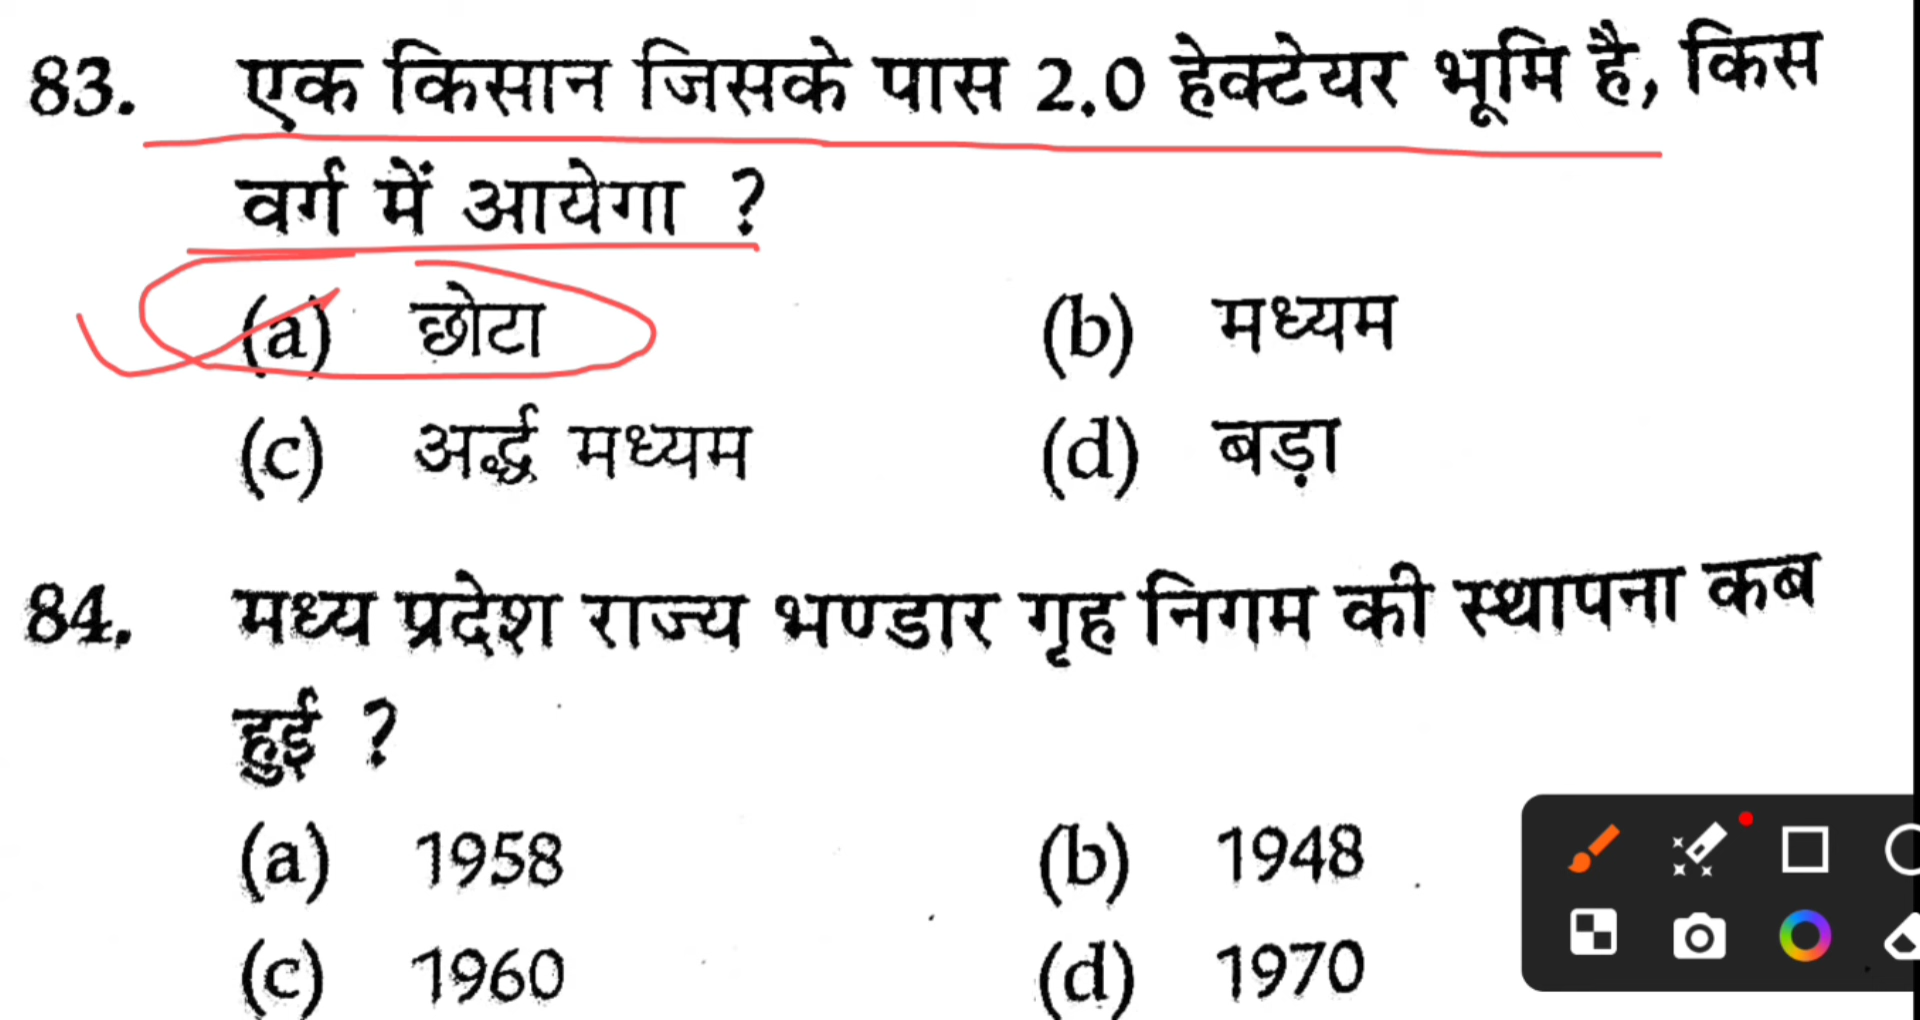 83. एक किसान जिसके पास 2.0 हेक्टेयर भूमि है, किस
वर्ग में आयेगा ?
(a) छोटा (b) मध्यम
(c) अर्द्ध मध्यम (d) बड़ा
84. मध्य प्रदेश राज्य भण्डार गृह निगम की स्थापना कब
हुई ?
(a) 1958 (b) 1948
(c) 1960 (d) 1970